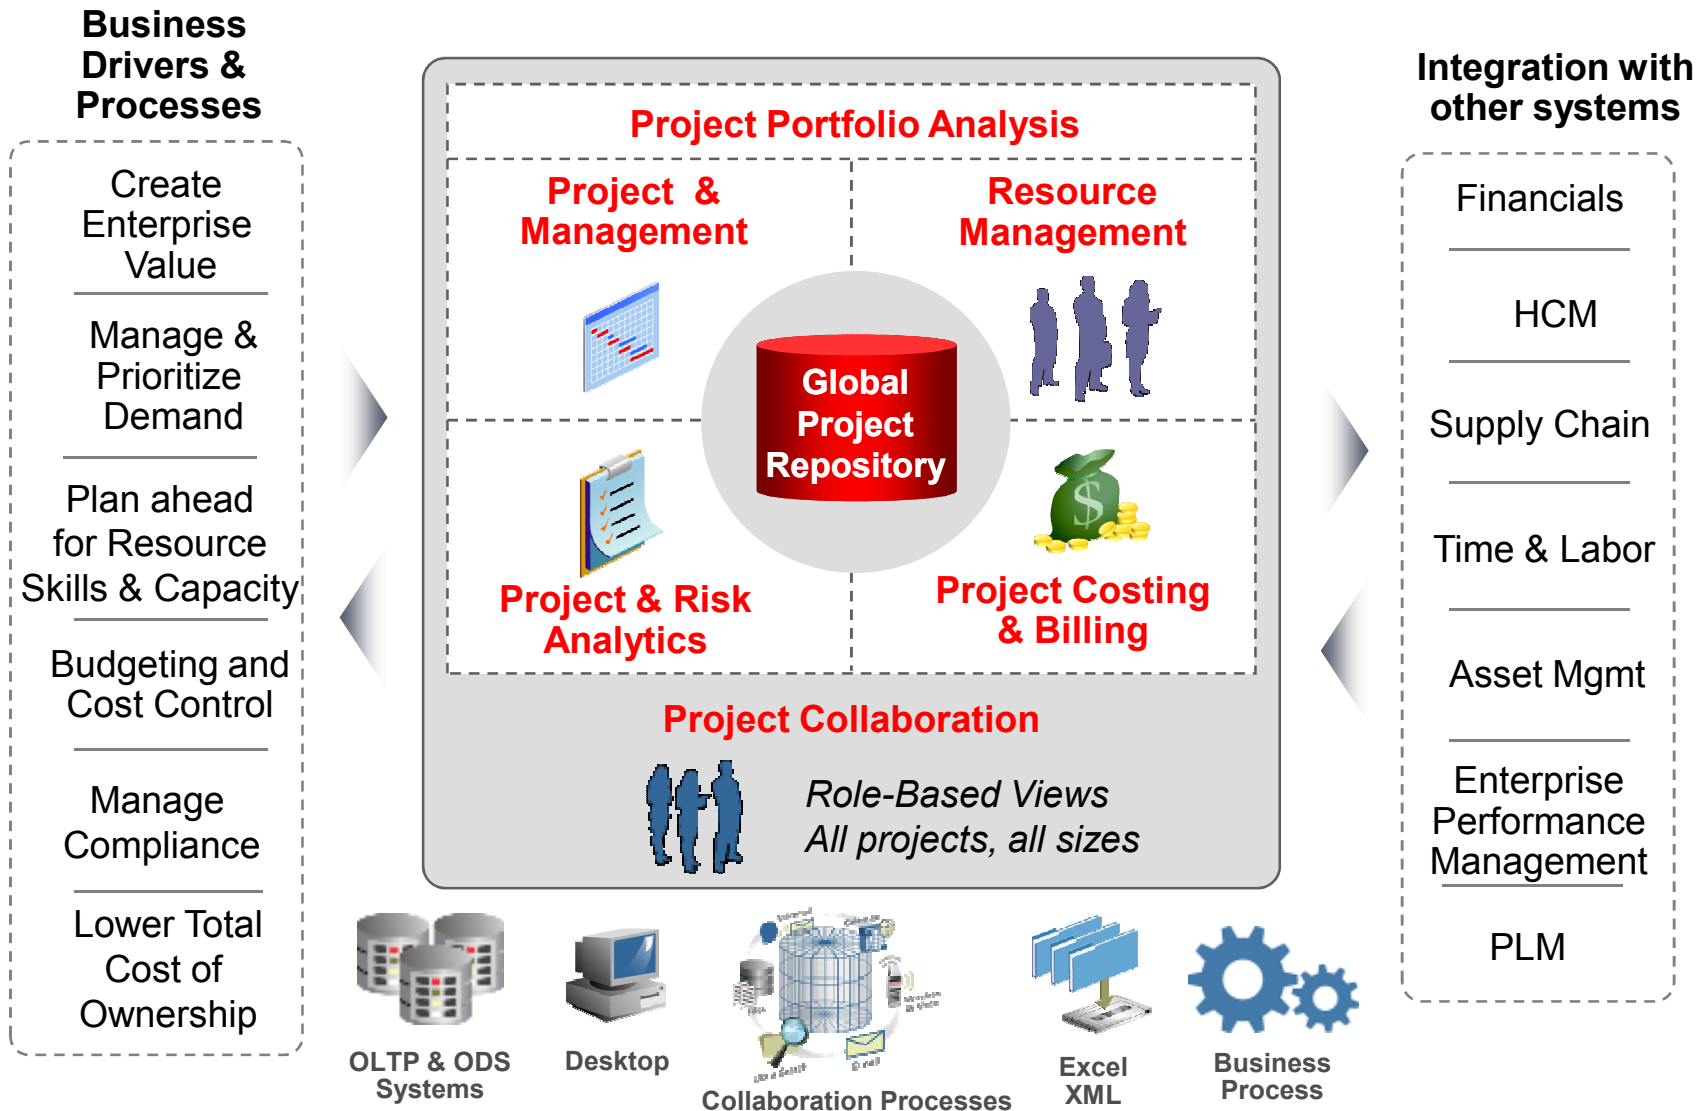 Business
Drivers &
Processes
Create
Enterprise
Value
Manage &
Prioritize
Demand
Plan ahead
for Resource
Skills & Capacity
Budgeting and
Cost Control
Manage
Compliance
Lower Total
Cost of
Ownership
Project Portfolio Analysis
Project &
Management
Resource
Management
Global
Project
Repository
$
Project & Risk
Analytics
Project Costing
& Billing
Project Collaboration
Role-Based Views
All projects, all sizes
Integration with
other systems
Financials
HCM
Supply Chain
Time & Labor
Asset Mgmt
Enterprise
Performance
Management
PLM
OLTP & ODS
Systems
Desktop
E-mail
Collaboration Processes
Excel
XML
Business
Process